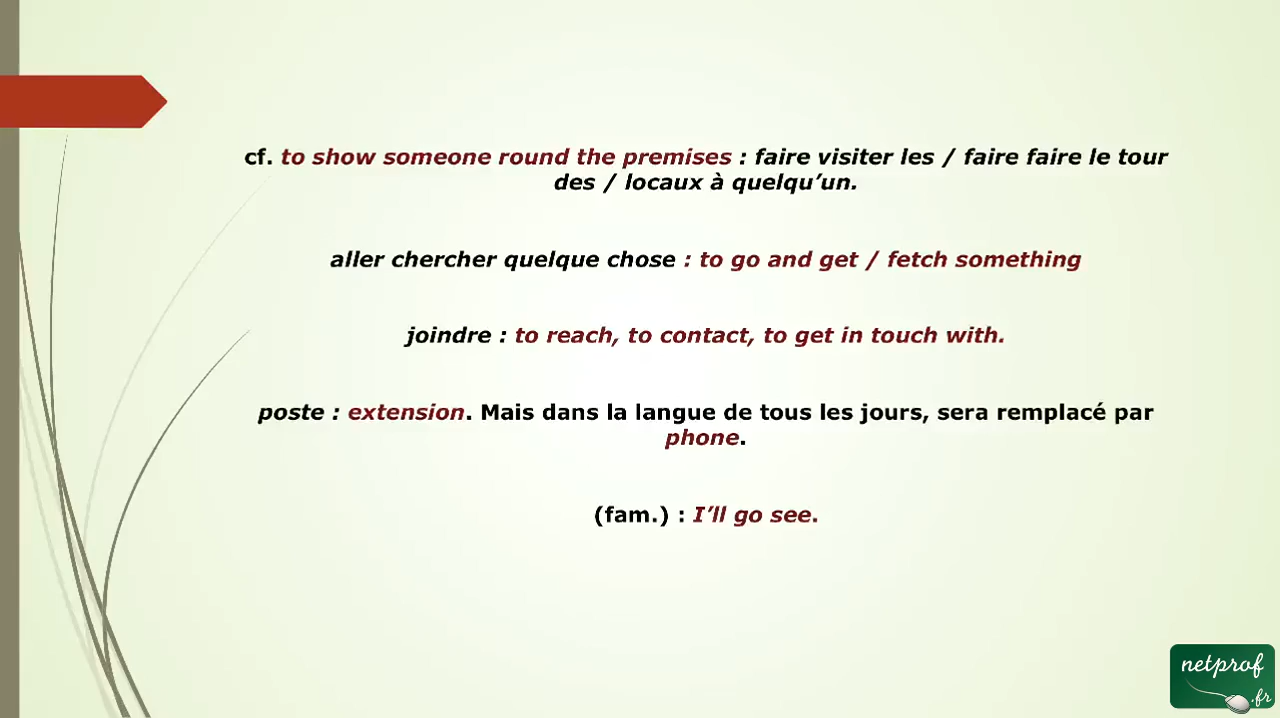 cf. to show someone round the premises : faire visiter les / faire faire le tour
des / locaux à quelqu’un.
aller chercher quelque chose : to go and get / fetch something
joindre : to reach, to contact, to get in touch with.
poste : extension. Mais dans la langue de tous les jours, sera remplacé par
phone.
(fam.) : I’ll go see.
netprof
.fr